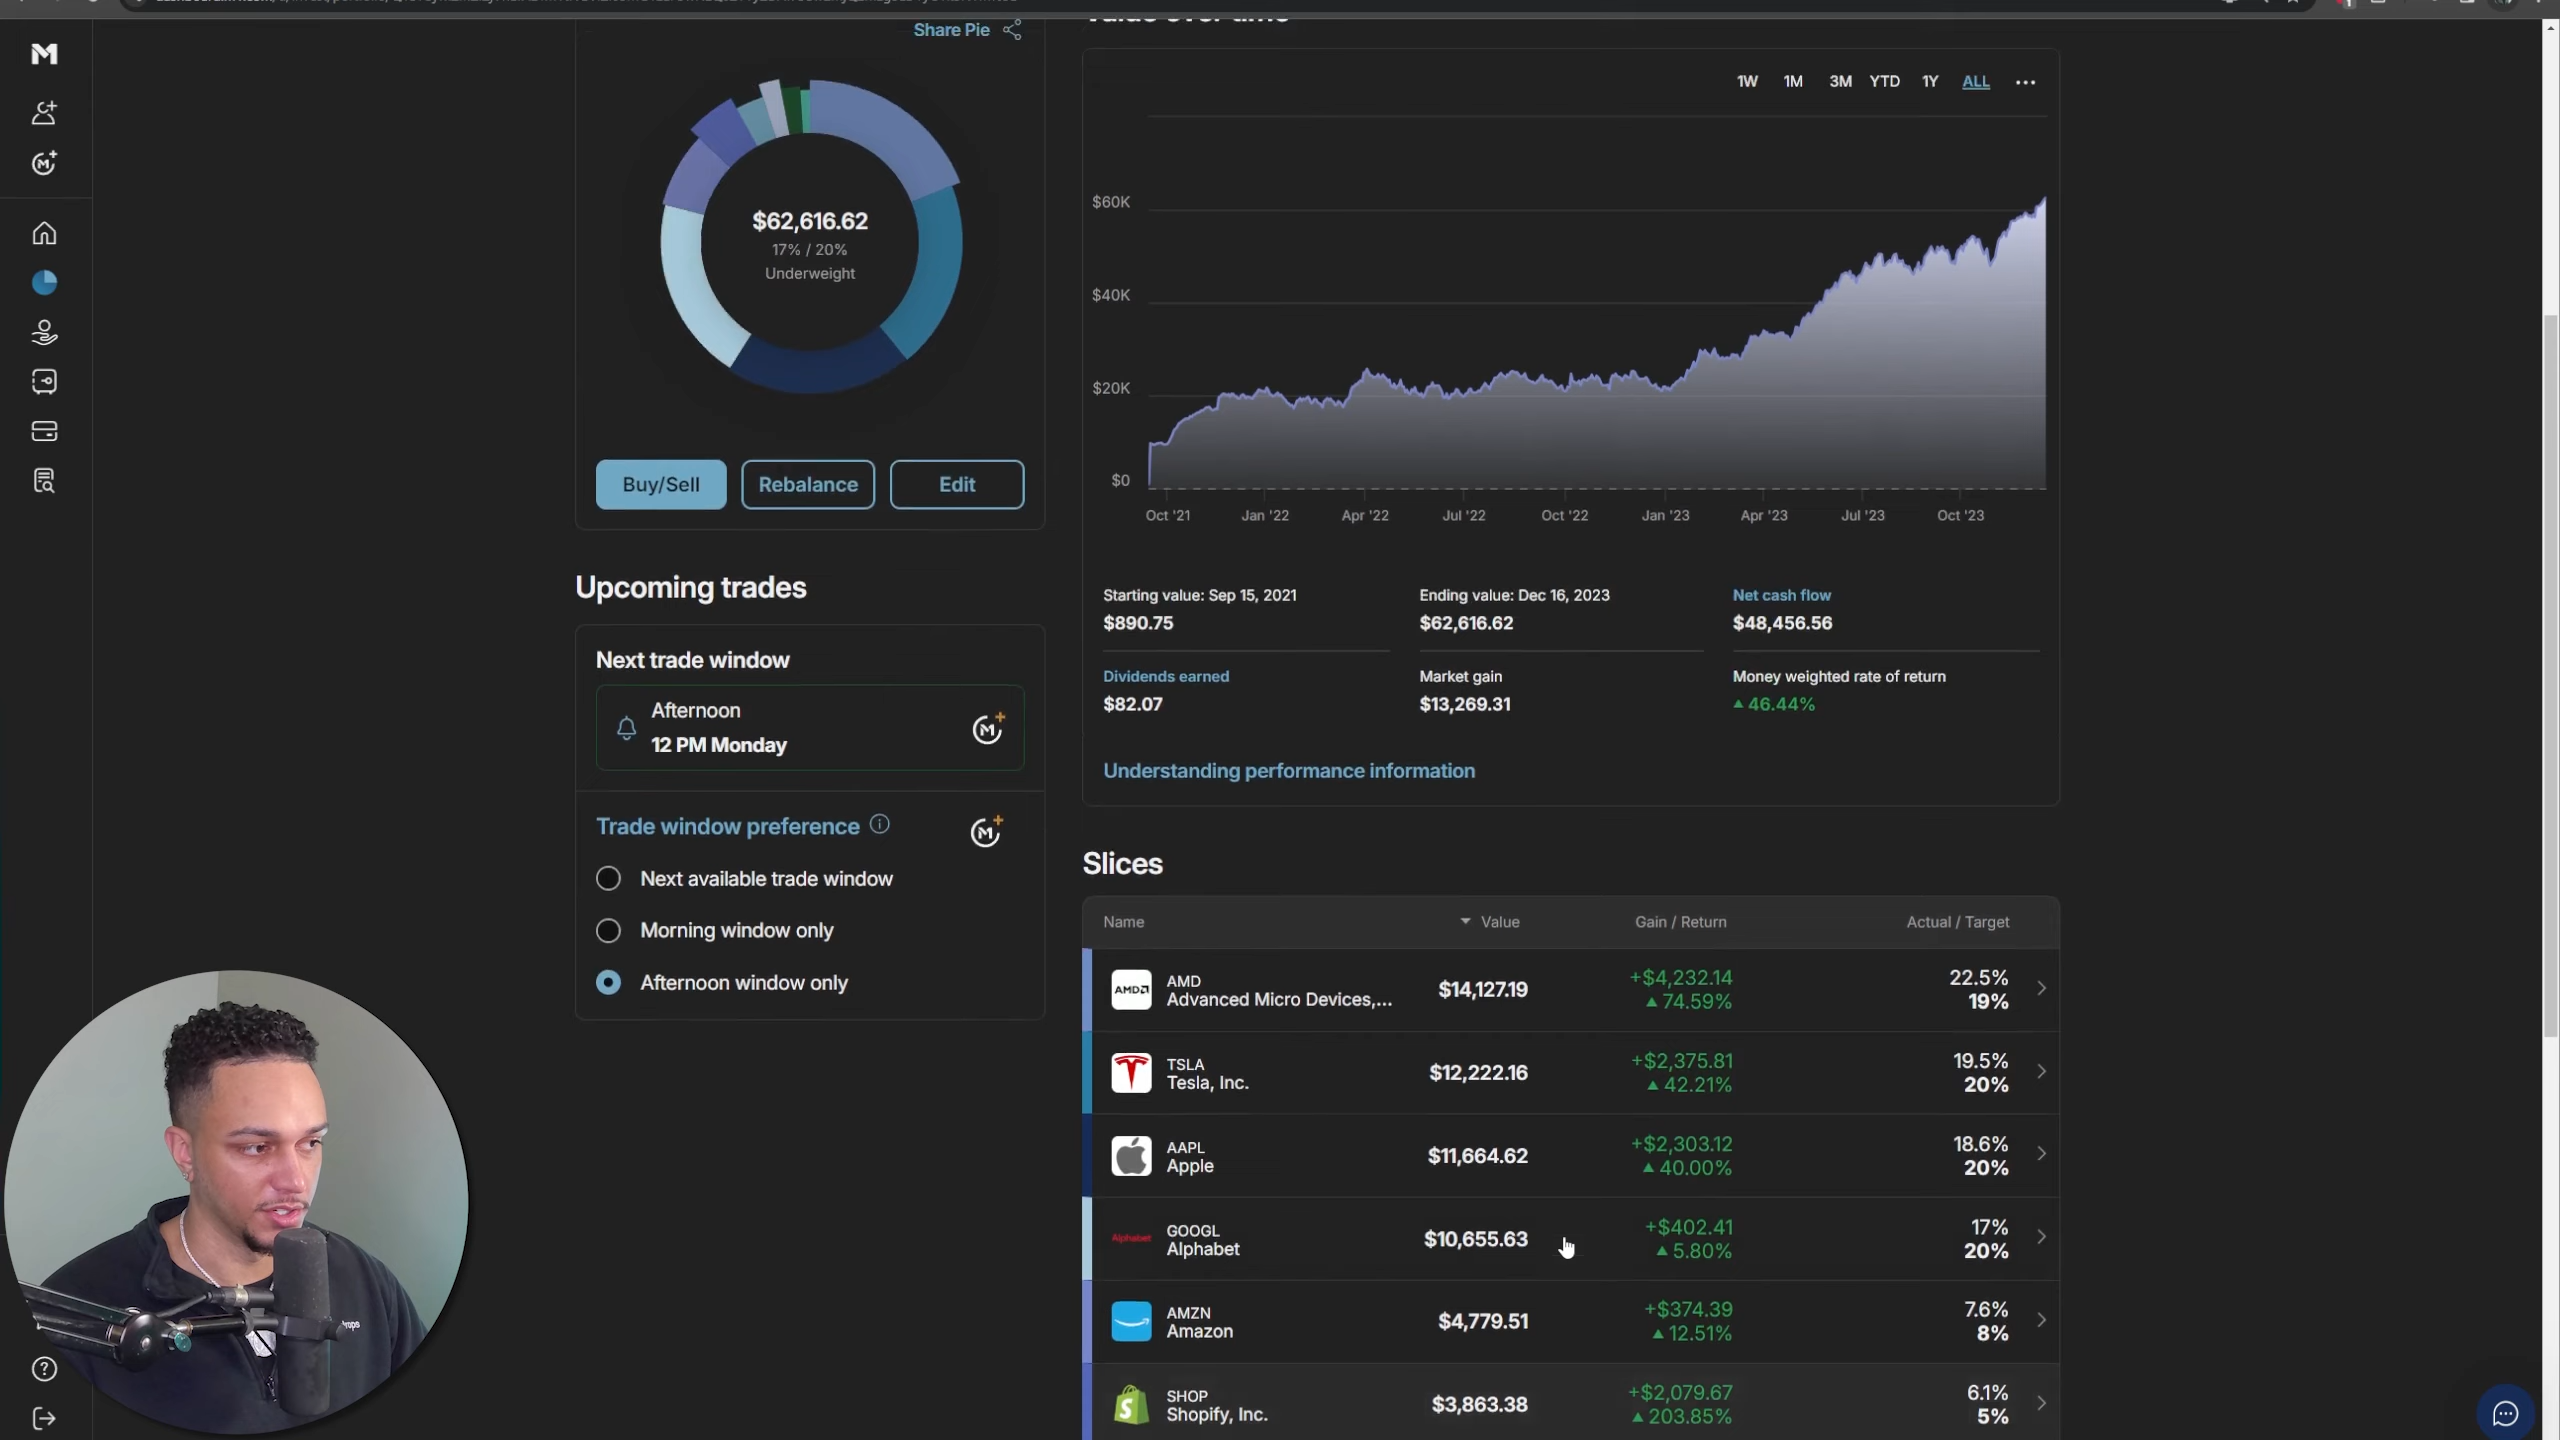 Share Pie
$62,616.62
17% / 20%
Underweight
Buy/Sell
Rebalance
Edit
Upcoming trades
Next trade window
Afternoon
12 PM Monday
Trade window preference
Next available trade window
Morning window only
Afternoon window only
Value over time
1W 1M 3M YTD 1Y ALL
$60K
$40K
$20K
$0
Oct '21 Jan '22 Apr '22 Jul '22 Oct '22 Jan '23 Apr '23 Jul '23 Oct '23
Starting value: Sep 15, 2021
$890.75
Ending value: Dec 16, 2023
$62,616.62
Net cash flow
$48,456.56
Dividends earned
$82.07
Market gain
$13,269.31
Money weighted rate of return
46.44%
Understanding performance information
Slices
Name Value Gain / Return Actual / Target
AMD
AMD
Advanced Micro Devices,...
$14,127.19
+$4,232.14
74.59%
22.5%
19%
TSLA
Tesla, Inc.
$12,222.16
+$2,375.81
42.21%
19.5%
20%
AAPL
Apple
$11,664.62
+$2,303.12
40.00%
18.6%
20%
Alphabet
GOOGL
Alphabet
$10,655.63
+$402.41
5.80%
17%
20%
AMZN
Amazon
$4,779.51
+$374.39
12.51%
7.6%
8%
SHOP
Shopify, Inc.
$3,863.38
+$2,079.67
203.85%
6.1%
5%